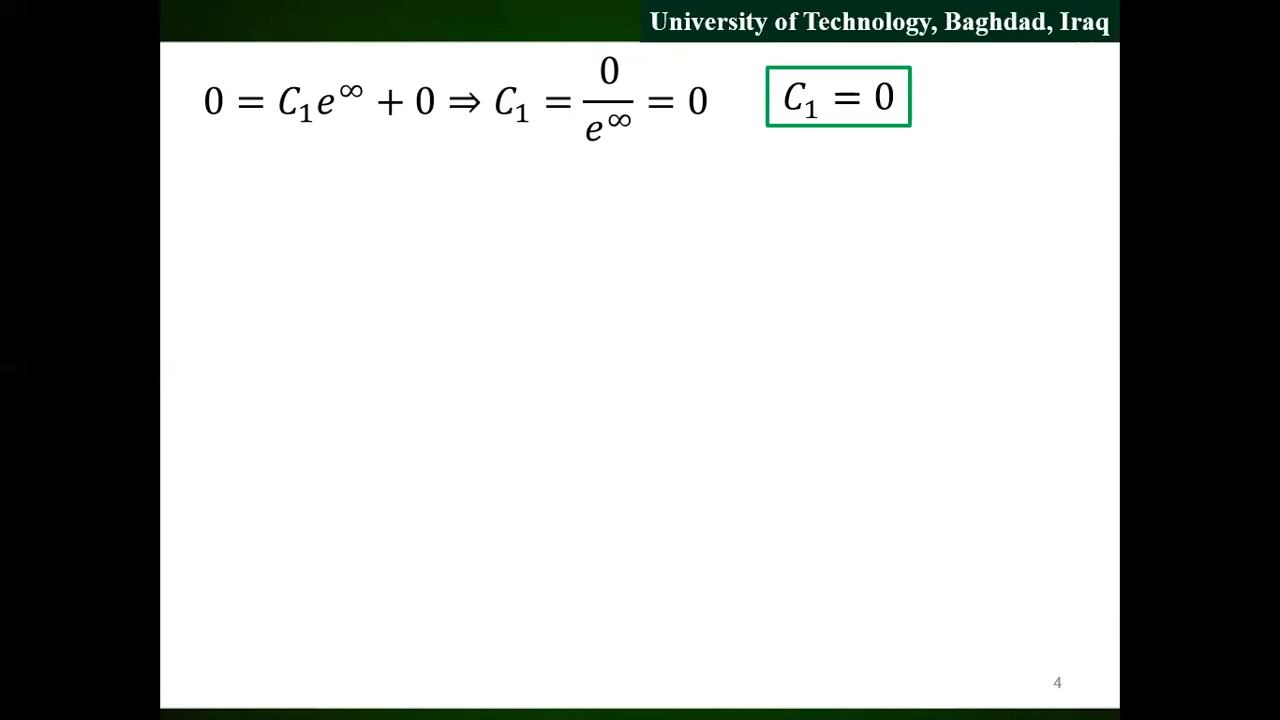 University of Technology, Baghdad, Iraq
0 = C₁e^∞ + 0 ⇒ C₁ = 0/e^∞ = 0
C₁ = 0
4